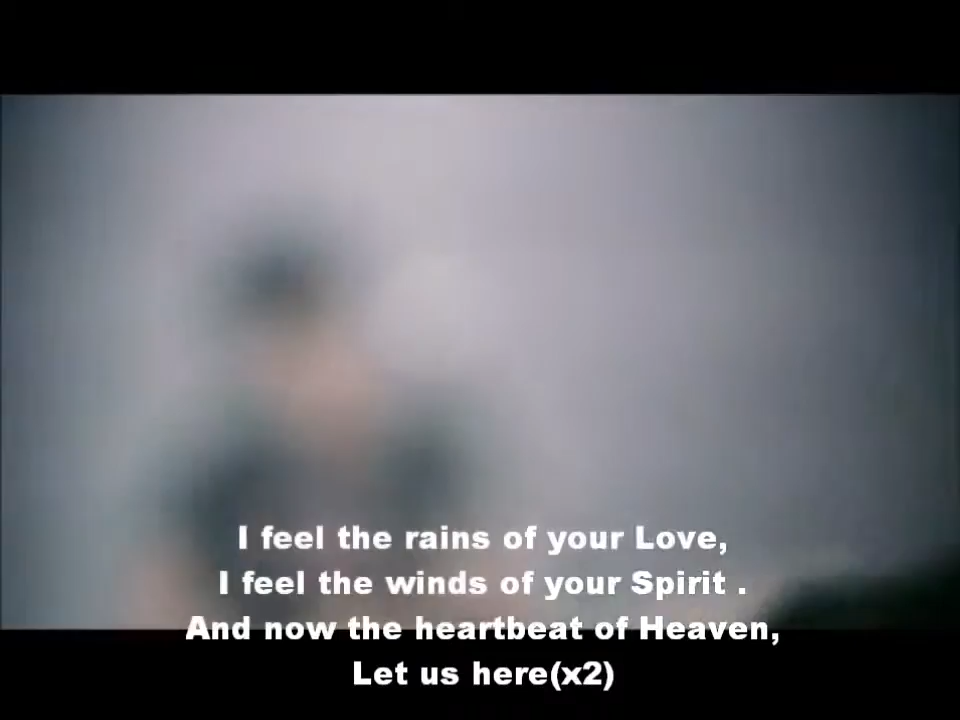 I feel the rains of your Love,
I feel the winds of your Spirit .
And now the heartbeat of Heaven,
Let us here(x2)